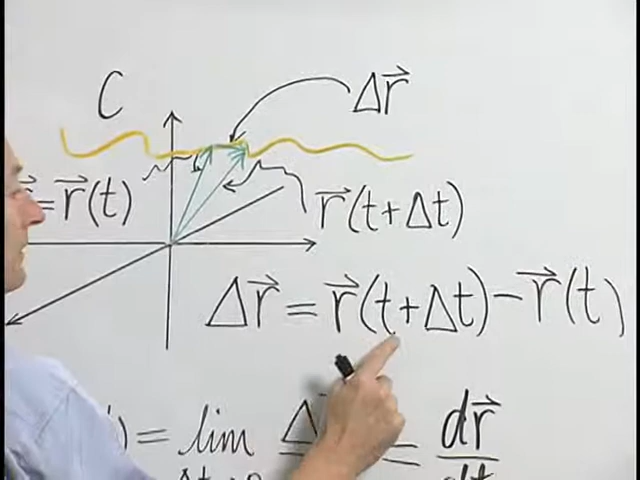 C
Δr⃗
=r⃗(t)
r⃗(t+Δt)
Δr⃗ = r⃗(t+Δt) - r⃗(t)
) = lim Δ = dr⃗